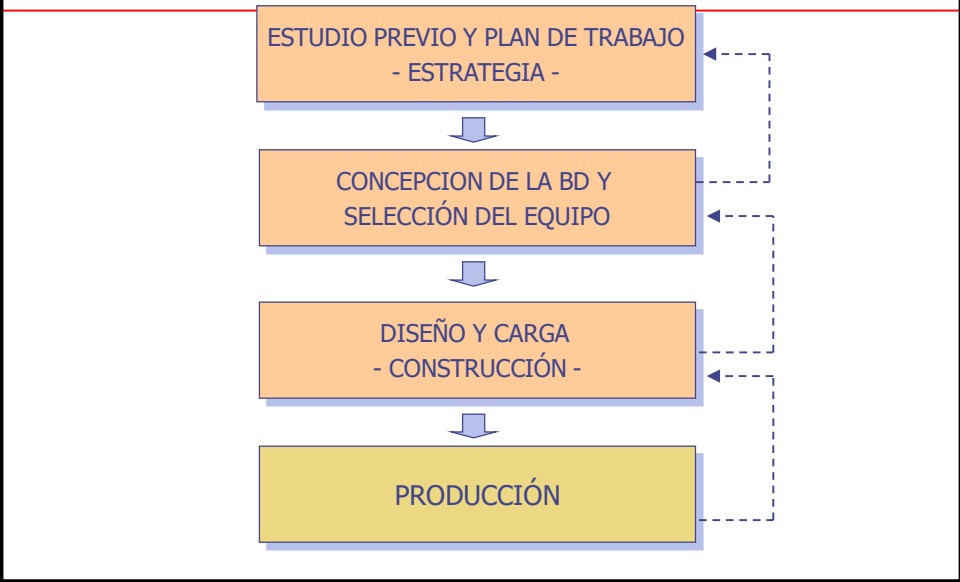 ESTUDIO PREVIO Y PLAN DE TRABAJO
- ESTRATEGIA -
CONCEPCION DE LA BD Y
SELECCIÓN DEL EQUIPO
DISEÑO Y CARGA
- CONSTRUCCIÓN -
PRODUCCIÓN